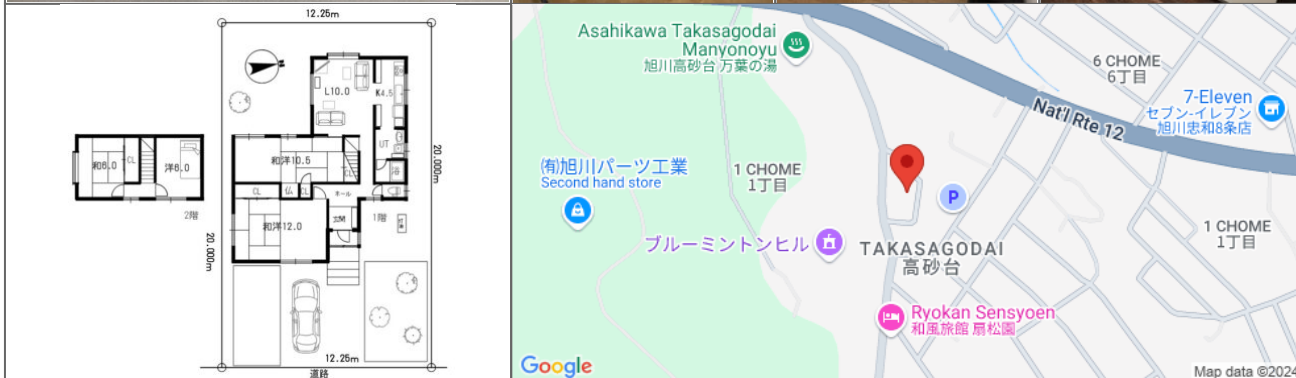 12.25m
L10.0
K4.5
UT
浴
20.000m
和6.0
CL
洋6.0
2階
和洋10.5
CL
CL
仏
CL
ホール
和洋12.0
玄関
1階
20.000m
12.25m
道路
Asahikawa Takasagodai
Manyonoyu
旭川高砂台 万葉の湯
6 CHOME
6丁目
7-Eleven
セブン-イレブン
旭川忠和8条店
Nat'l Rte 12
㈲旭川パーツ工業
Second hand store
1 CHOME
1丁目
P
ブルーミントンヒル
TAKASAGODAI
高砂台
1 CHOME
1丁目
Ryokan Sensyoen
和風旅館 扇松園
Google
Map data ©2024